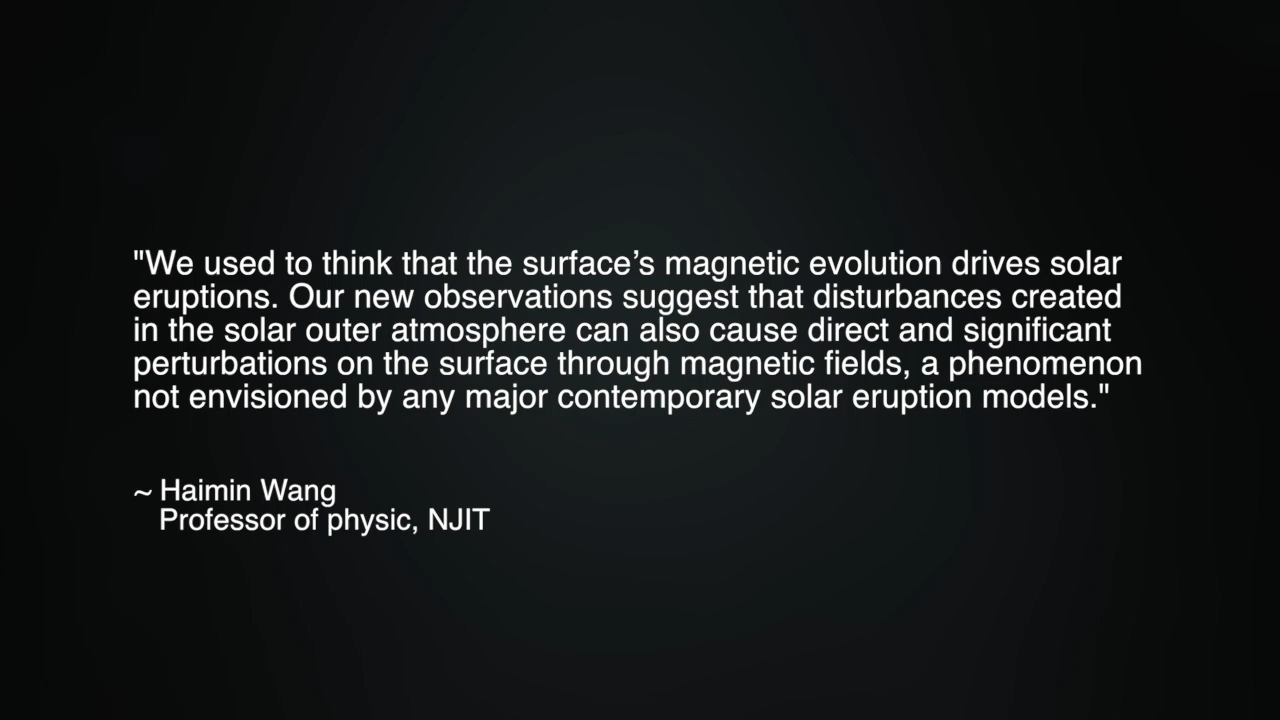 "We used to think that the surface’s magnetic evolution drives solar
eruptions. Our new observations suggest that disturbances created
in the solar outer atmosphere can also cause direct and significant
perturbations on the surface through magnetic fields, a phenomenon
not envisioned by any major contemporary solar eruption models."
~ Haimin Wang
Professor of physic, NJIT